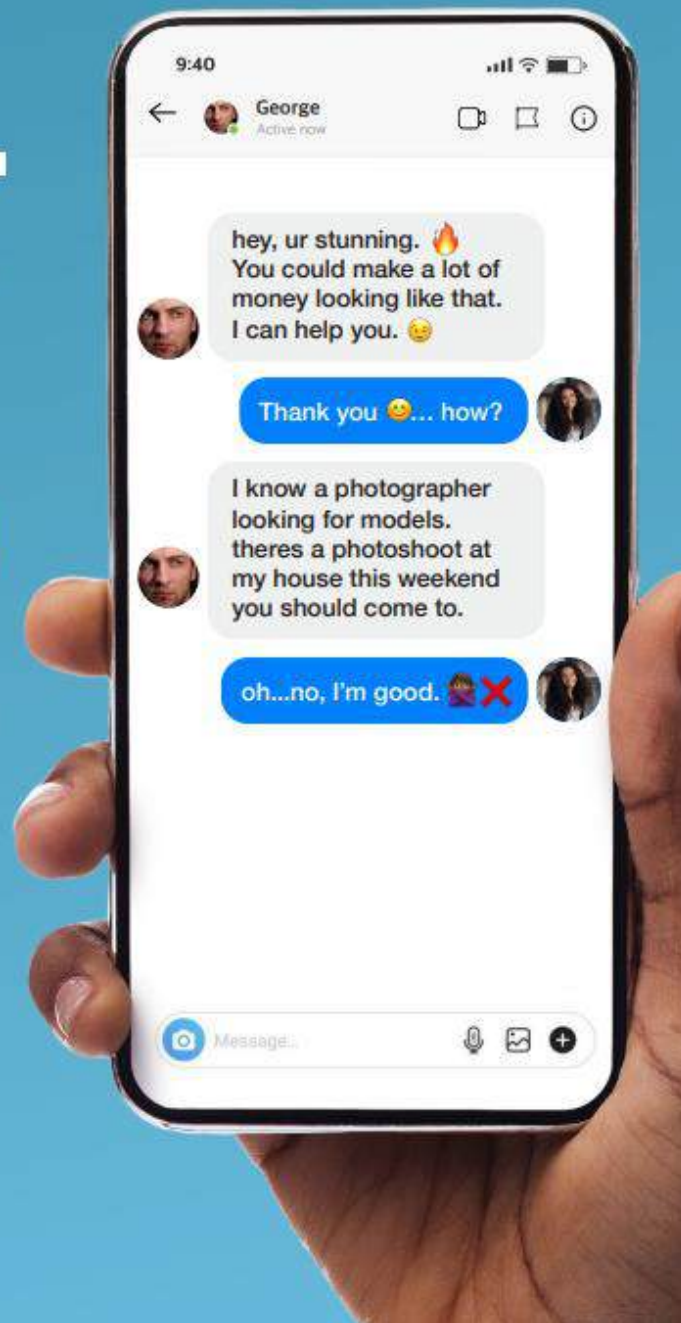 9:40
George
Active now
hey, ur stunning. 🔥
You could make a lot of
money looking like that.
I can help you. 😉
Thank you 😊... how?
I know a photographer
looking for models.
theres a photoshoot at
my house this weekend
you should come to.
oh...no, I'm good. 🙅🏾‍♀️❌
Message...